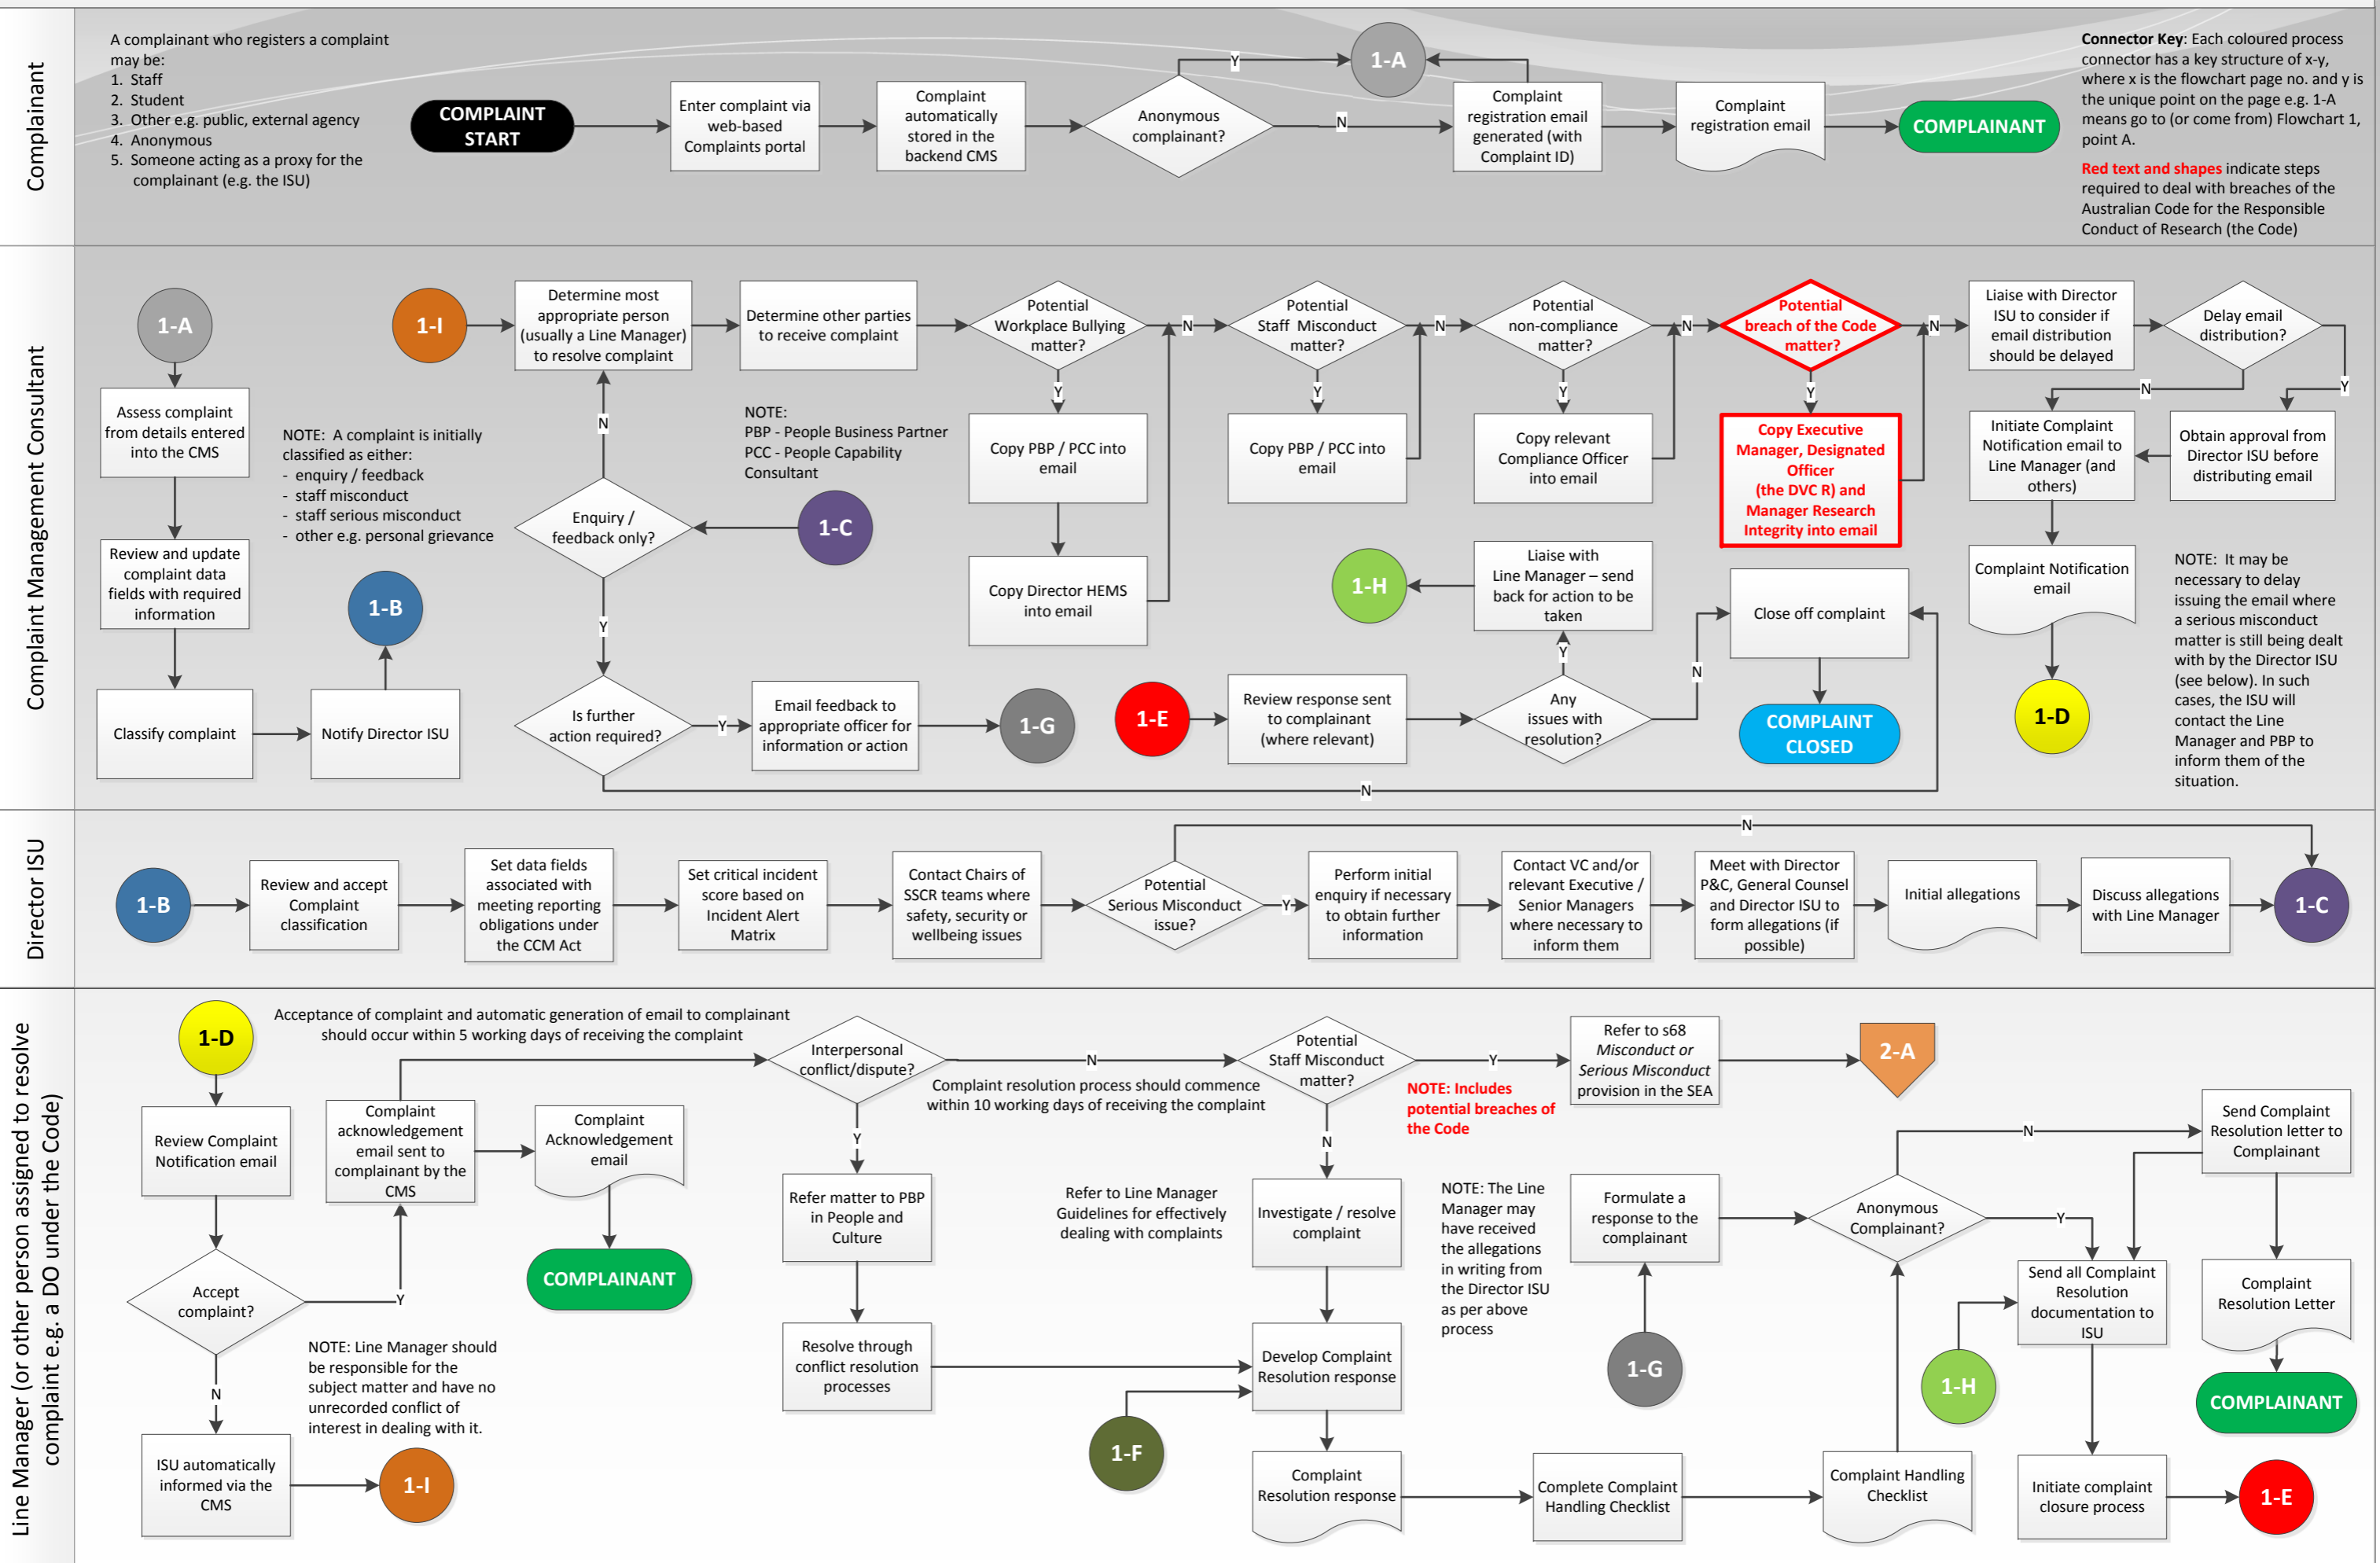 Complainant
A complainant who registers a complaint
may be:
1. Staff
2. Student
3. Other e.g. public, external agency
4. Anonymous
5. Someone acting as a proxy for the
complainant (e.g. the ISU)
COMPLAINT
START
Enter complaint via
web-based
Complaints portal
Complaint
automatically
stored in the
backend CMS
Anonymous
complainant?
Y
N
1-A
Complaint
registration email
generated (with
Complaint ID)
Complaint
registration email
COMPLAINANT
Connector Key: Each coloured process
connector has a key structure of x-y,
where x is the flowchart page no. and y is
the unique point on the page e.g. 1-A
means go to (or come from) Flowchart 1,
point A.
Red text and shapes indicate steps
required to deal with breaches of the
Australian Code for the Responsible
Conduct of Research (the Code)
Complaint Management Consultant
1-A
Assess complaint
from details entered
into the CMS
Review and update
complaint data
fields with required
information
Classify complaint
Notify Director ISU
1-B
NOTE: A complaint is initially
classified as either:
- enquiry / feedback
- staff misconduct
- staff serious misconduct
- other e.g. personal grievance
1-I
Determine most
appropriate person
(usually a Line Manager)
to resolve complaint
Determine other parties
to receive complaint
N
Enquiry /
feedback only?
Y
1-C
NOTE:
PBP - People Business Partner
PCC - People Capability
Consultant
Is further
action required?
Y
N
Email feedback to
appropriate officer for
information or action
1-G
Potential
Workplace Bullying
matter?
N
Y
Copy PBP / PCC into
email
Copy Director HEMS
into email
Potential
Staff Misconduct
matter?
N
Y
Copy PBP / PCC into
email
Potential
non-compliance
matter?
N
Y
Copy relevant
Compliance Officer
into email
Potential
breach of the Code
matter?
N
Y
Copy Executive
Manager, Designated
Officer
(the DVC R) and
Manager Research
Integrity into email
Liaise with Director
ISU to consider if
email distribution
should be delayed
Delay email
distribution?
N
Y
Initiate Complaint
Notification email to
Line Manager (and
others)
Obtain approval from
Director ISU before
distributing email
Complaint Notification
email
1-D
NOTE: It may be
necessary to delay
issuing the email where
a serious misconduct
matter is still being dealt
with by the Director ISU
(see below). In such
cases, the ISU will
contact the Line
Manager and PBP to
inform them of the
situation.
1-H
Liaise with
Line Manager – send
back for action to be
taken
Y
1-E
Review response sent
to complainant
(where relevant)
Any
issues with
resolution?
N
Close off complaint
COMPLAINT
CLOSED
Director ISU
1-B
Review and accept
Complaint
classification
Set data fields
associated with
meeting reporting
obligations under
the CCM Act
Set critical incident
score based on
Incident Alert
Matrix
Contact Chairs of
SSCR teams where
safety, security or
wellbeing issues
Potential
Serious Misconduct
issue?
N
Y
Perform initial
enquiry if necessary
to obtain further
information
Contact VC and/or
relevant Executive /
Senior Managers
where necessary to
inform them
Meet with Director
P&C, General Counsel
and Director ISU to
form allegations (if
possible)
Initial allegations
Discuss allegations
with Line Manager
1-C
Line Manager (or other person assigned to resolve
complaint e.g. a DO under the Code)
1-D
Acceptance of complaint and automatic generation of email to complainant
should occur within 5 working days of receiving the complaint
Review Complaint
Notification email
Accept
complaint?
Y
N
ISU automatically
informed via the
CMS
1-I
NOTE: Line Manager should
be responsible for the
subject matter and have no
unrecorded conflict of
interest in dealing with it.
Complaint
acknowledgement
email sent to
complainant by the
CMS
Complaint
Acknowledgement
email
COMPLAINANT
Interpersonal
conflict/dispute?
N
Y
Complaint resolution process should commence
within 10 working days of receiving the complaint
Refer matter to PBP
in People and
Culture
Resolve through
conflict resolution
processes
Potential
Staff Misconduct
matter?
Y
N
NOTE: Includes
potential breaches of
the Code
Refer to s68
Misconduct or
Serious Misconduct
provision in the SEA
2-A
Refer to Line Manager
Guidelines for effectively
dealing with complaints
Investigate / resolve
complaint
Develop Complaint
Resolution response
1-F
Complaint
Resolution response
Complete Complaint
Handling Checklist
Complaint Handling
Checklist
NOTE: The Line
Manager may
have received
the allegations
in writing from
the Director ISU
as per above
process
Formulate a
response to the
complainant
1-G
Anonymous
Complainant?
N
Y
Send Complaint
Resolution letter to
Complainant
Complaint
Resolution Letter
COMPLAINANT
Send all Complaint
Resolution
documentation to
ISU
1-H
Initiate complaint
closure process
1-E